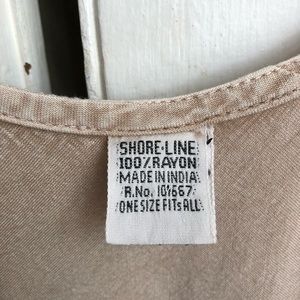 SHORE-LINE
100% RAYON
MADE IN INDIA
R.No. 101667
ONE SIZE FITs ALL